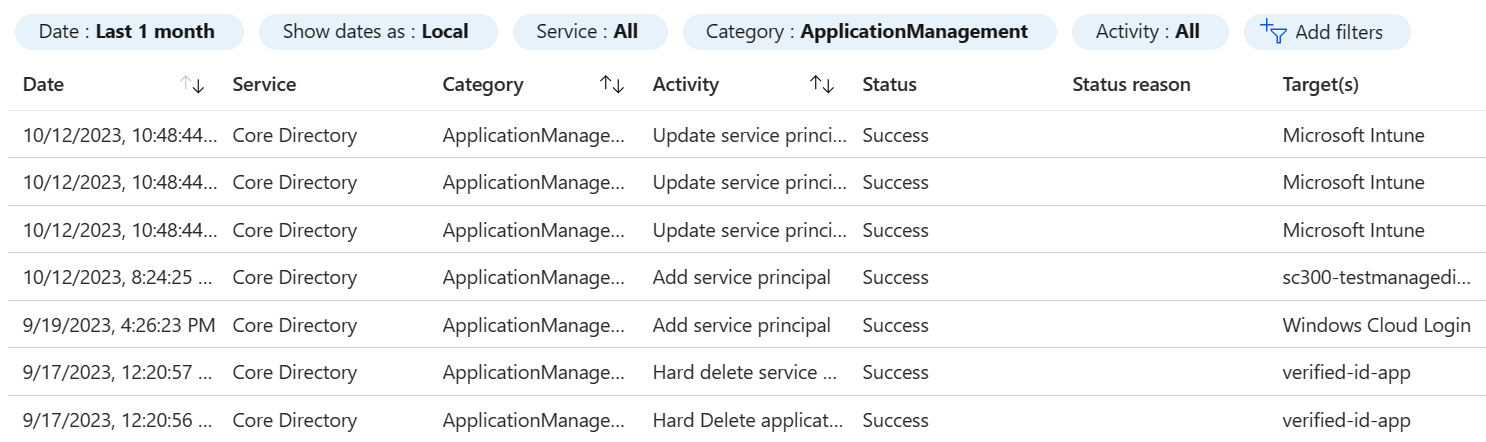 Date : Last 1 month Show dates as : Local Service : All Category : ApplicationManagement Activity : All Add filters
Date Service Category Activity Status Status reason Target(s)
10/12/2023, 10:48:44... Core Directory ApplicationManage... Update service princi... Success Microsoft Intune
10/12/2023, 10:48:44... Core Directory ApplicationManage... Update service princi... Success Microsoft Intune
10/12/2023, 10:48:44... Core Directory ApplicationManage... Update service princi... Success Microsoft Intune
10/12/2023, 8:24:25 ... Core Directory ApplicationManage... Add service principal Success sc300-testmanagedi...
9/19/2023, 4:26:23 PM Core Directory ApplicationManage... Add service principal Success Windows Cloud Login
9/17/2023, 12:20:57 ... Core Directory ApplicationManage... Hard delete service ... Success verified-id-app
9/17/2023, 12:20:56 ... Core Directory ApplicationManage... Hard Delete applicat... Success verified-id-app